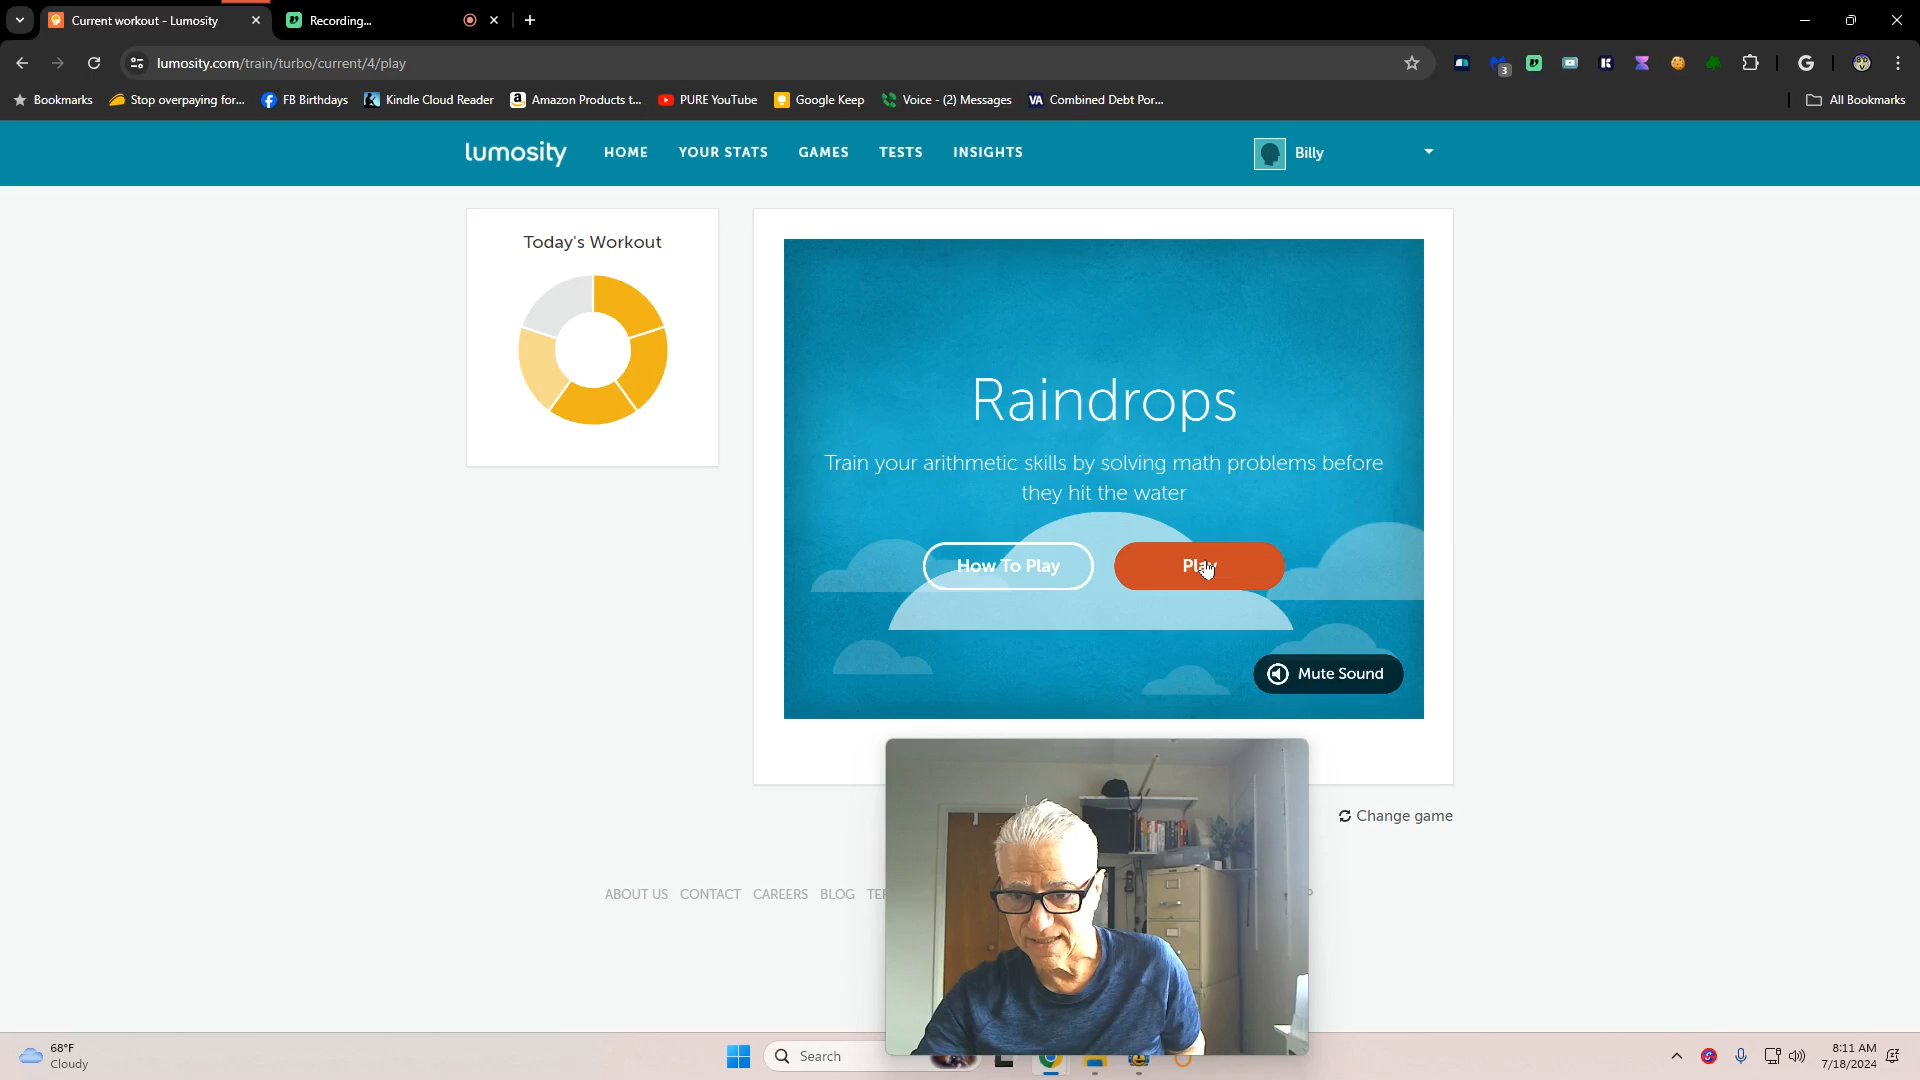 Current workout - Lumosity
Recording...
lumosity.com/train/turbo/current/4/play
3
Bookmarks
Stop overpaying for...
FB Birthdays
Kindle Cloud Reader
Amazon Products t...
PURE YouTube
Google Keep
Voice - (2) Messages
VA Combined Debt Por...
All Bookmarks
lumosity
HOME
YOUR STATS
GAMES
TESTS
INSIGHTS
Billy
Today's Workout
Raindrops
Train your arithmetic skills by solving math problems before
they hit the water
How To Play
Play
Mute Sound
Change game
ABOUT US
CONTACT
CAREERS
BLOG
68°F
Cloudy
Search
8:11 AM
7/18/2024